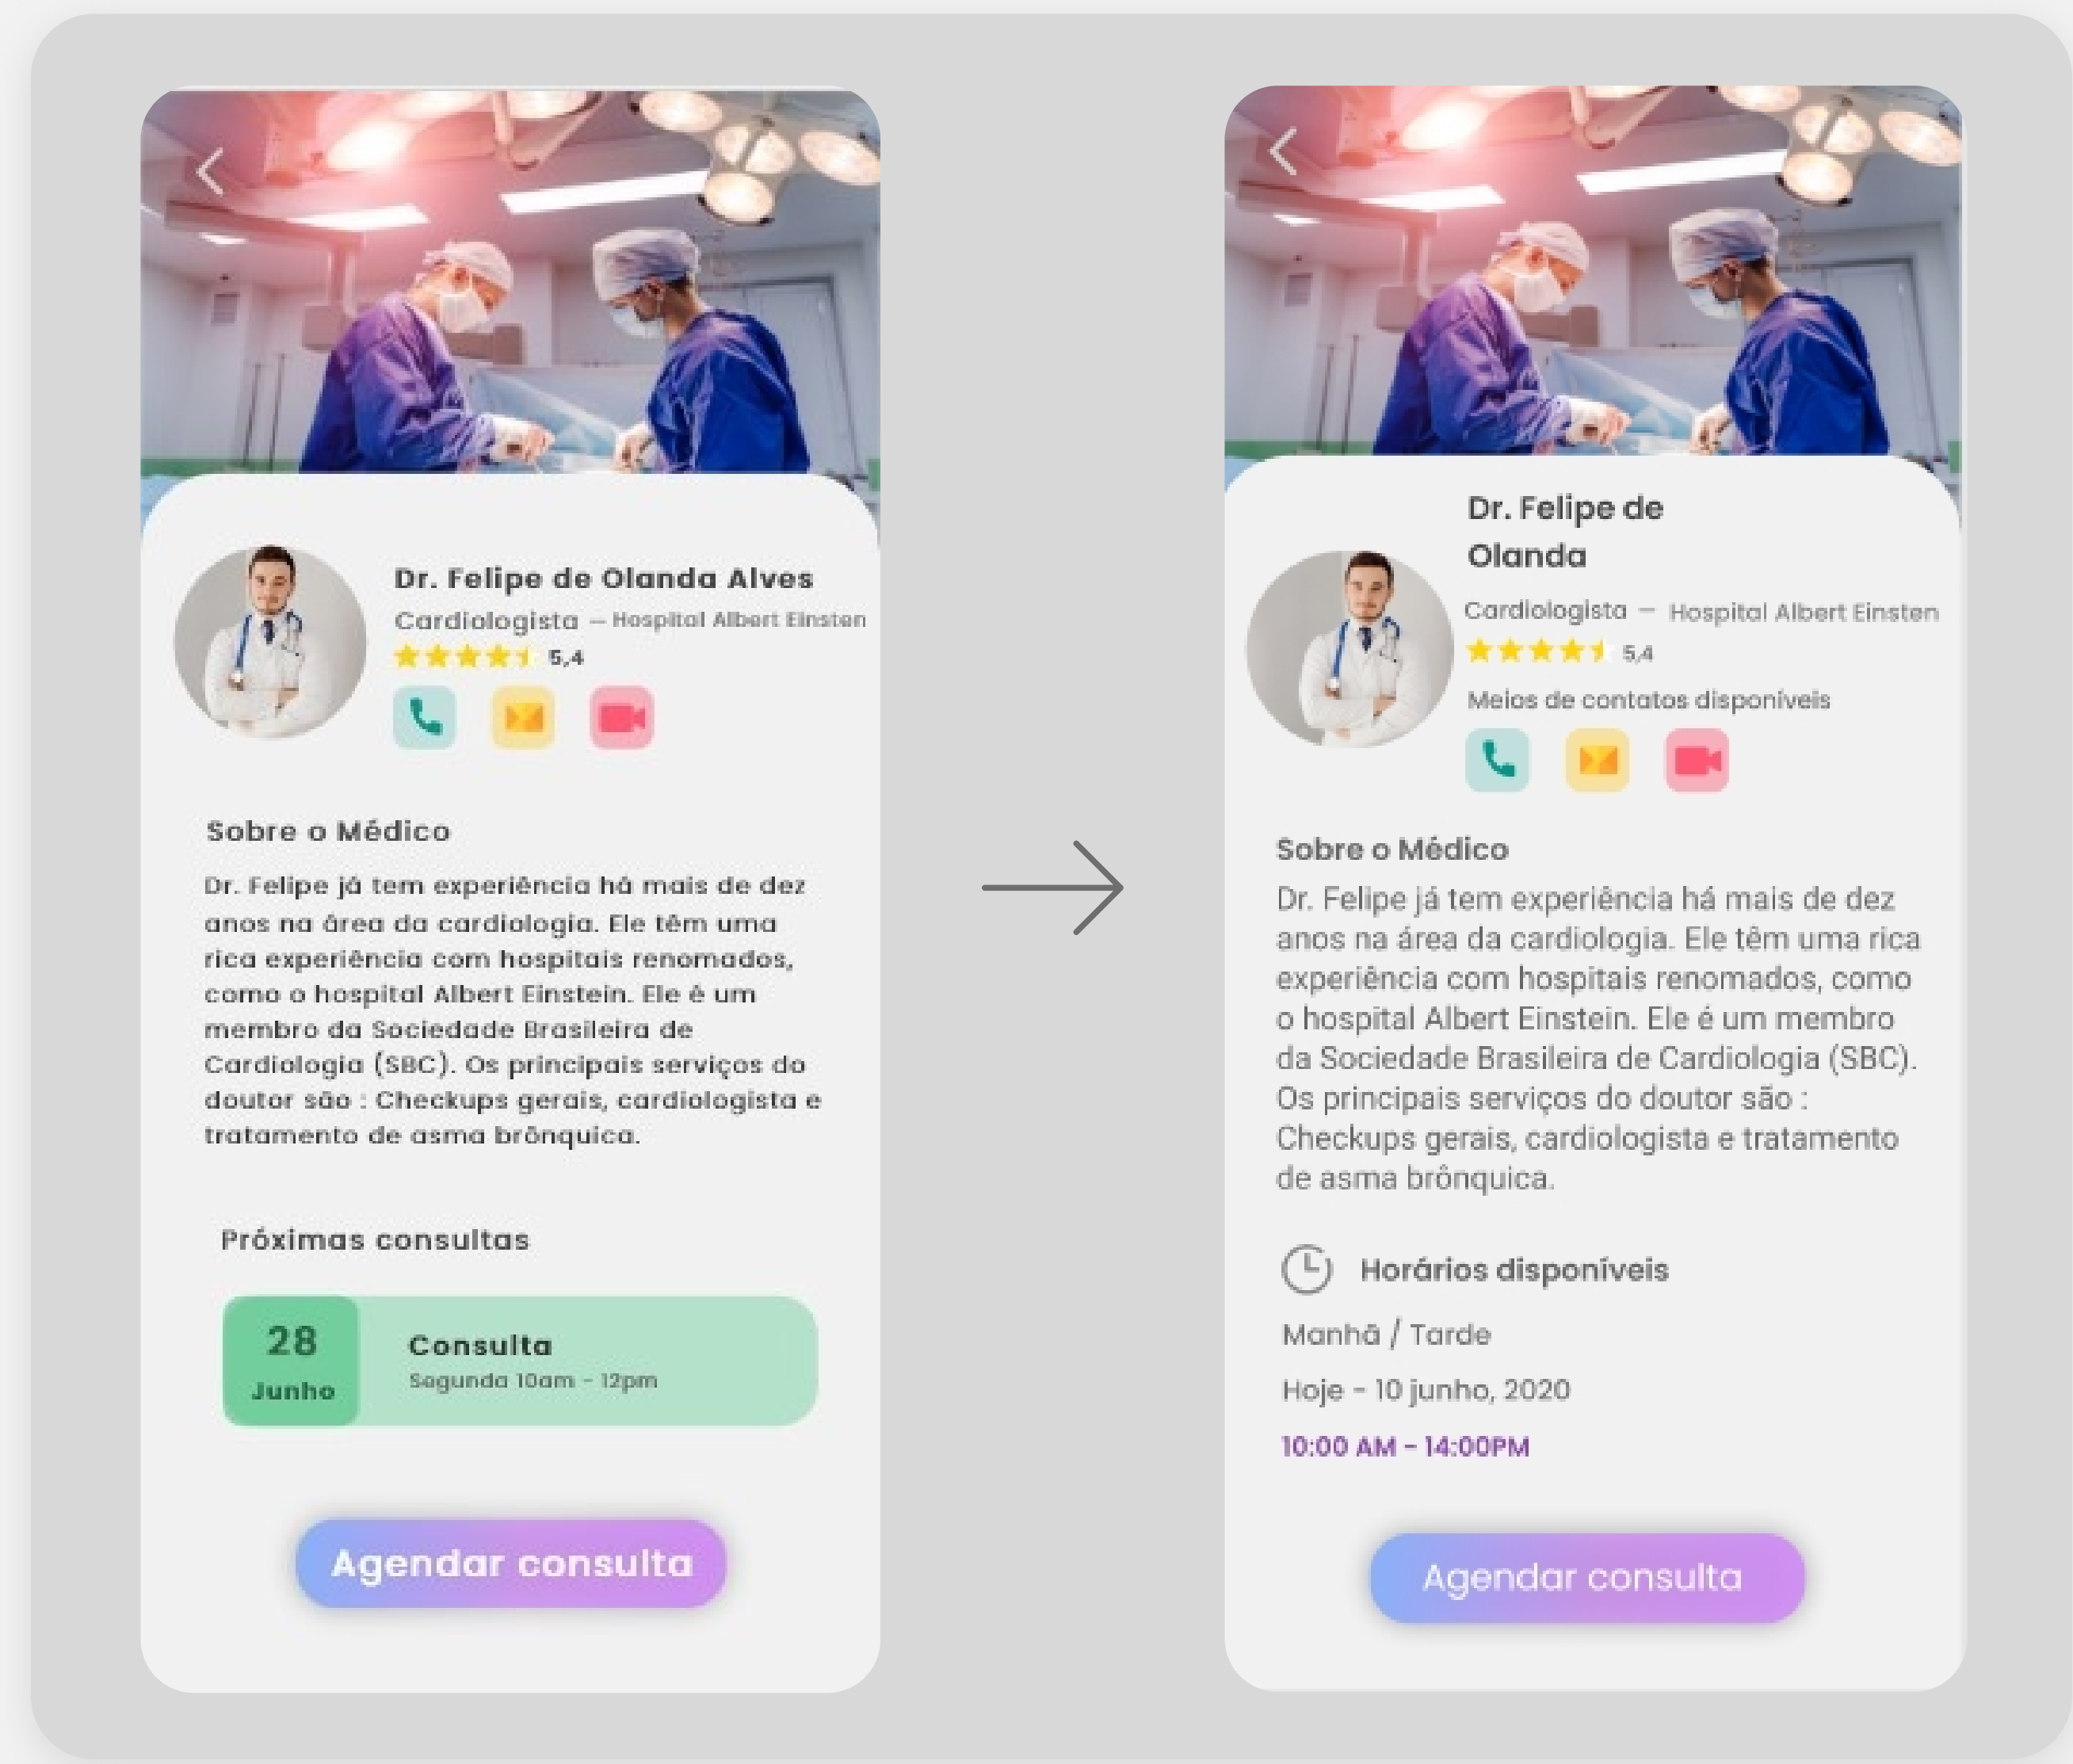 Dr. Felipe de Olanda Alves
Cardiologista – Hospital Albert Einsten
5,4
Sobre o Médico
Dr. Felipe já tem experiência há mais de dez
anos na área da cardiologia. Ele têm uma
rica experiência com hospitais renomados,
como o hospital Albert Einstein. Ele é um
membro da Sociedade Brasileira de
Cardiologia (SBC). Os principais serviços do
doutor são : Checkups gerais, cardiologista e
tratamento de asma brônquica.
Próximas consultas
28
Junho
Consulta
Segunda 10am - 12pm
Agendar consulta
Dr. Felipe de
Olanda
Cardiologista – Hospital Albert Einsten
5,4
Meios de contatos disponíveis
Sobre o Médico
Dr. Felipe já tem experiência há mais de dez
anos na área da cardiologia. Ele têm uma rica
experiência com hospitais renomados, como
o hospital Albert Einstein. Ele é um membro
da Sociedade Brasileira de Cardiologia (SBC).
Os principais serviços do doutor são :
Checkups gerais, cardiologista e tratamento
de asma brônquica.
Horários disponíveis
Manhã / Tarde
Hoje - 10 junho, 2020
10:00 AM - 14:00PM
Agendar consulta